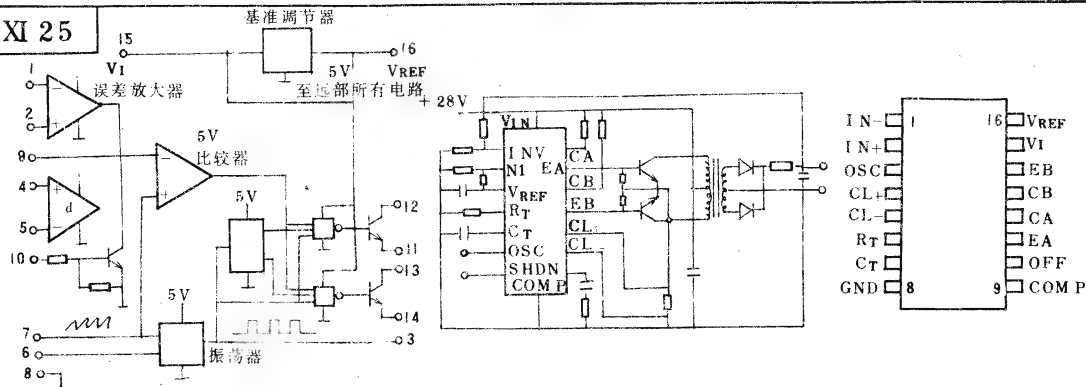 XI 25
基准调节器
15
VI
16
VREF
5V
至远部所有电路
1
误差放大器
2
5V
比较器
9
4
5
d
5V
10
12
11
13
14
5V
7
6
振荡器
3
8
+ 28V
VIN
INV
N1
EA
CA
CB
VREF
EB
RT
CT
CL
OSC
CL
SHDN
COMP
IN- 1 16 VREF
IN+ VI
OSC EB
CL+ CB
CL- CA
RT EA
CT OFF
GND 8 9 COMP